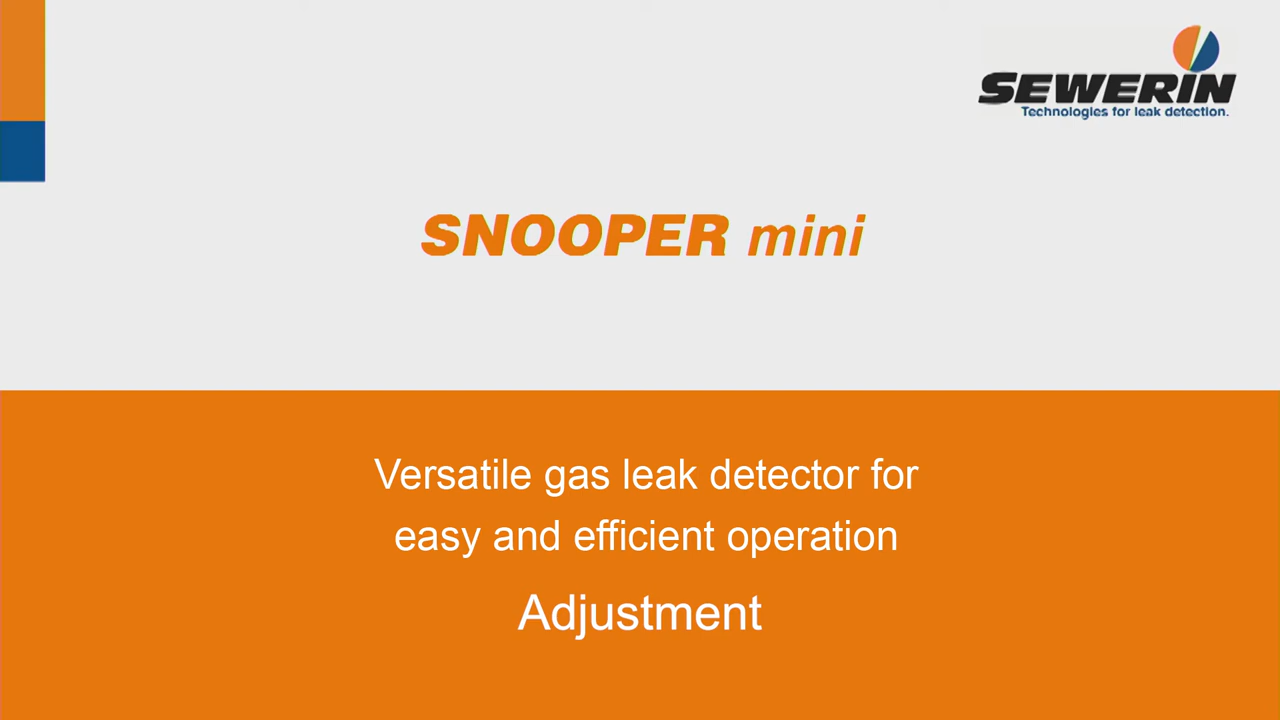 SEWERIN
Technologies for leak detection.
SNOOPER mini
Versatile gas leak detector for
easy and efficient operation
Adjustment